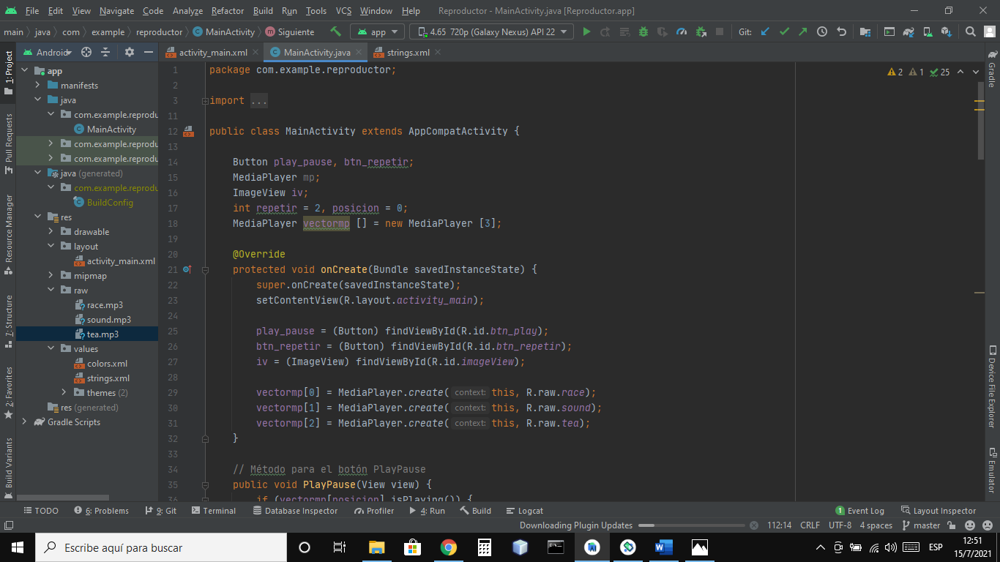 File Edit View Navigate Code Analyze Refactor Build Run Tools VCS Window Help Reproductor - MainActivity.java [Reproductor.app]
main java com example reproductor MainActivity Siguiente app 4.65 720p (Galaxy Nexus) API 22 Git:
Android activity_main.xml MainActivity.java strings.xml
1: Project
Pull Requests
Resource Manager
7: Structure
2: Favorites
Build Variants
app
manifests
java
com.example.reprodu
MainActivity
com.example.reprodu
com.example.reprodu
java (generated)
com.example.reprodu
BuildConfig
res
drawable
layout
activity_main.xml
mipmap
raw
race.mp3
sound.mp3
tea.mp3
values
colors.xml
strings.xml
themes (2)
res (generated)
Gradle Scripts
1 package com.example.reproductor;
2
3 import ...
11
12 public class MainActivity extends AppCompatActivity {
13
14 Button play_pause, btn_repetir;
15 MediaPlayer mp;
16 ImageView iv;
17 int repetir = 2, posicion = 0;
18 MediaPlayer vectormp [] = new MediaPlayer [3];
19
20 @Override
21 protected void onCreate(Bundle savedInstanceState) {
22 super.onCreate(savedInstanceState);
23 setContentView(R.layout.activity_main);
24
25 play_pause = (Button) findViewById(R.id.btn_play);
26 btn_repetir = (Button) findViewById(R.id.btn_repetir);
27 iv = (ImageView) findViewById(R.id.imageView);
28
29 vectormp[0] = MediaPlayer.create( context: this, R.raw.race);
30 vectormp[1] = MediaPlayer.create( context: this, R.raw.sound);
31 vectormp[2] = MediaPlayer.create( context: this, R.raw.tea);
32 }
33
34 // Método para el botón PlayPause
35 public void PlayPause(View view) {
36 if (vectormp[posicion].isPlaying()) {
2 1 25
Gradle
Device File Explorer
Emulator
TODO 6: Problems 9: Git Terminal Database Inspector Profiler 4: Run Build Logcat 1 Event Log Layout Inspector
Downloading Plugin Updates 112:14 CRLF UTF-8 4 spaces master
Escribe aquí para buscar ESP 12:51
15/7/2021